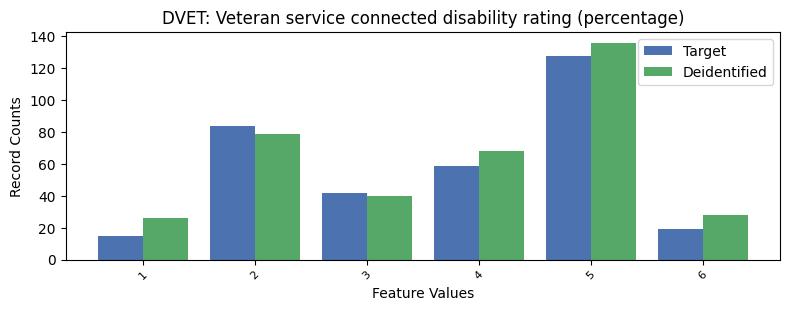 DVET: Veteran service connected disability rating (percentage)
Target
Deidentified
Record Counts
140
120
100
80
60
40
20
0
1 2 3 4 5 6
Feature Values